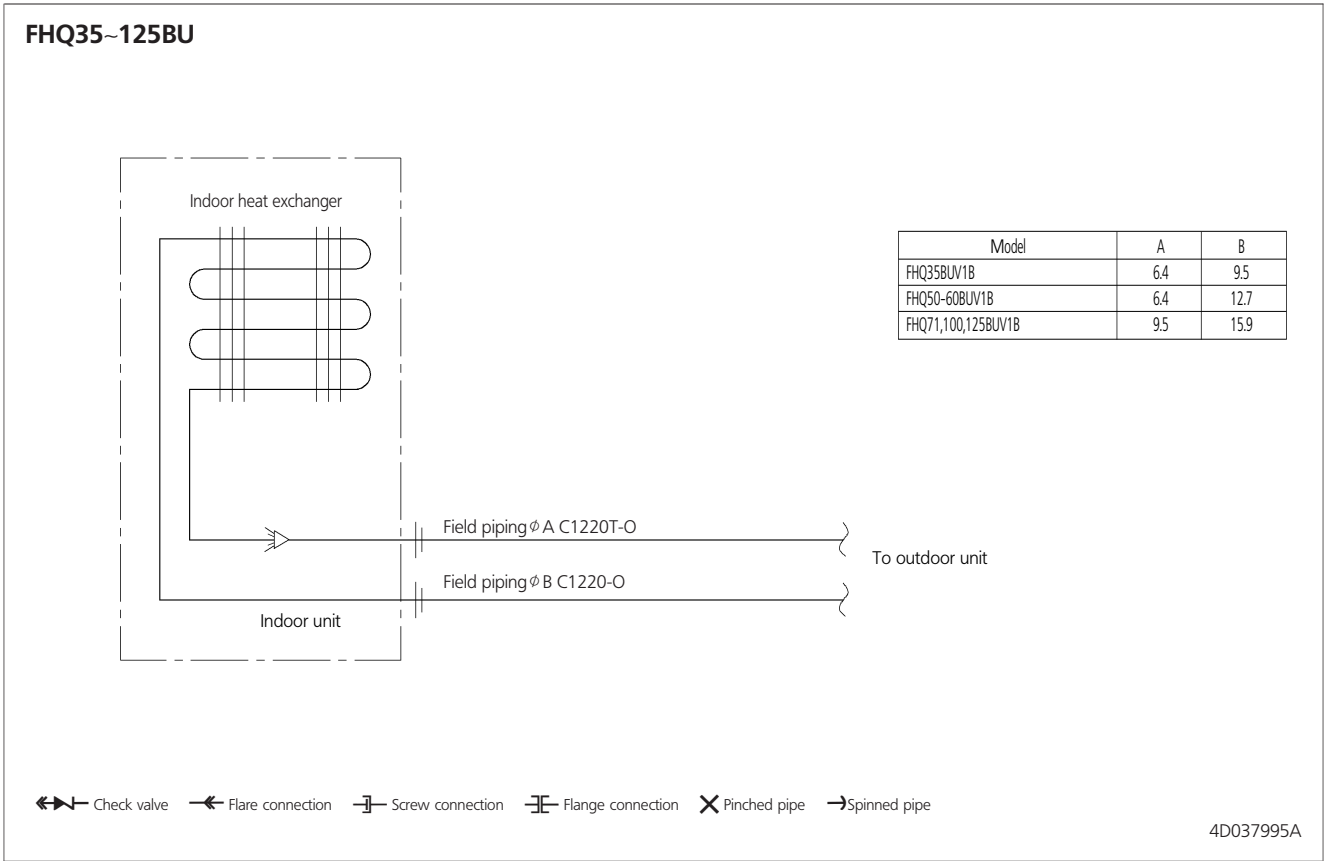 FHQ35~125BU
Indoor heat exchanger
Model A B
FHQ35BUV1B 6.4 9.5
FHQ50-60BUV1B 6.4 12.7
FHQ71,100,125BUV1B 9.5 15.9
Field piping ϕ A C1220T-O
To outdoor unit
Field piping ϕ B C1220-O
Indoor unit
Check valve Flare connection Screw connection Flange connection Pinched pipe Spinned pipe
4D037995A